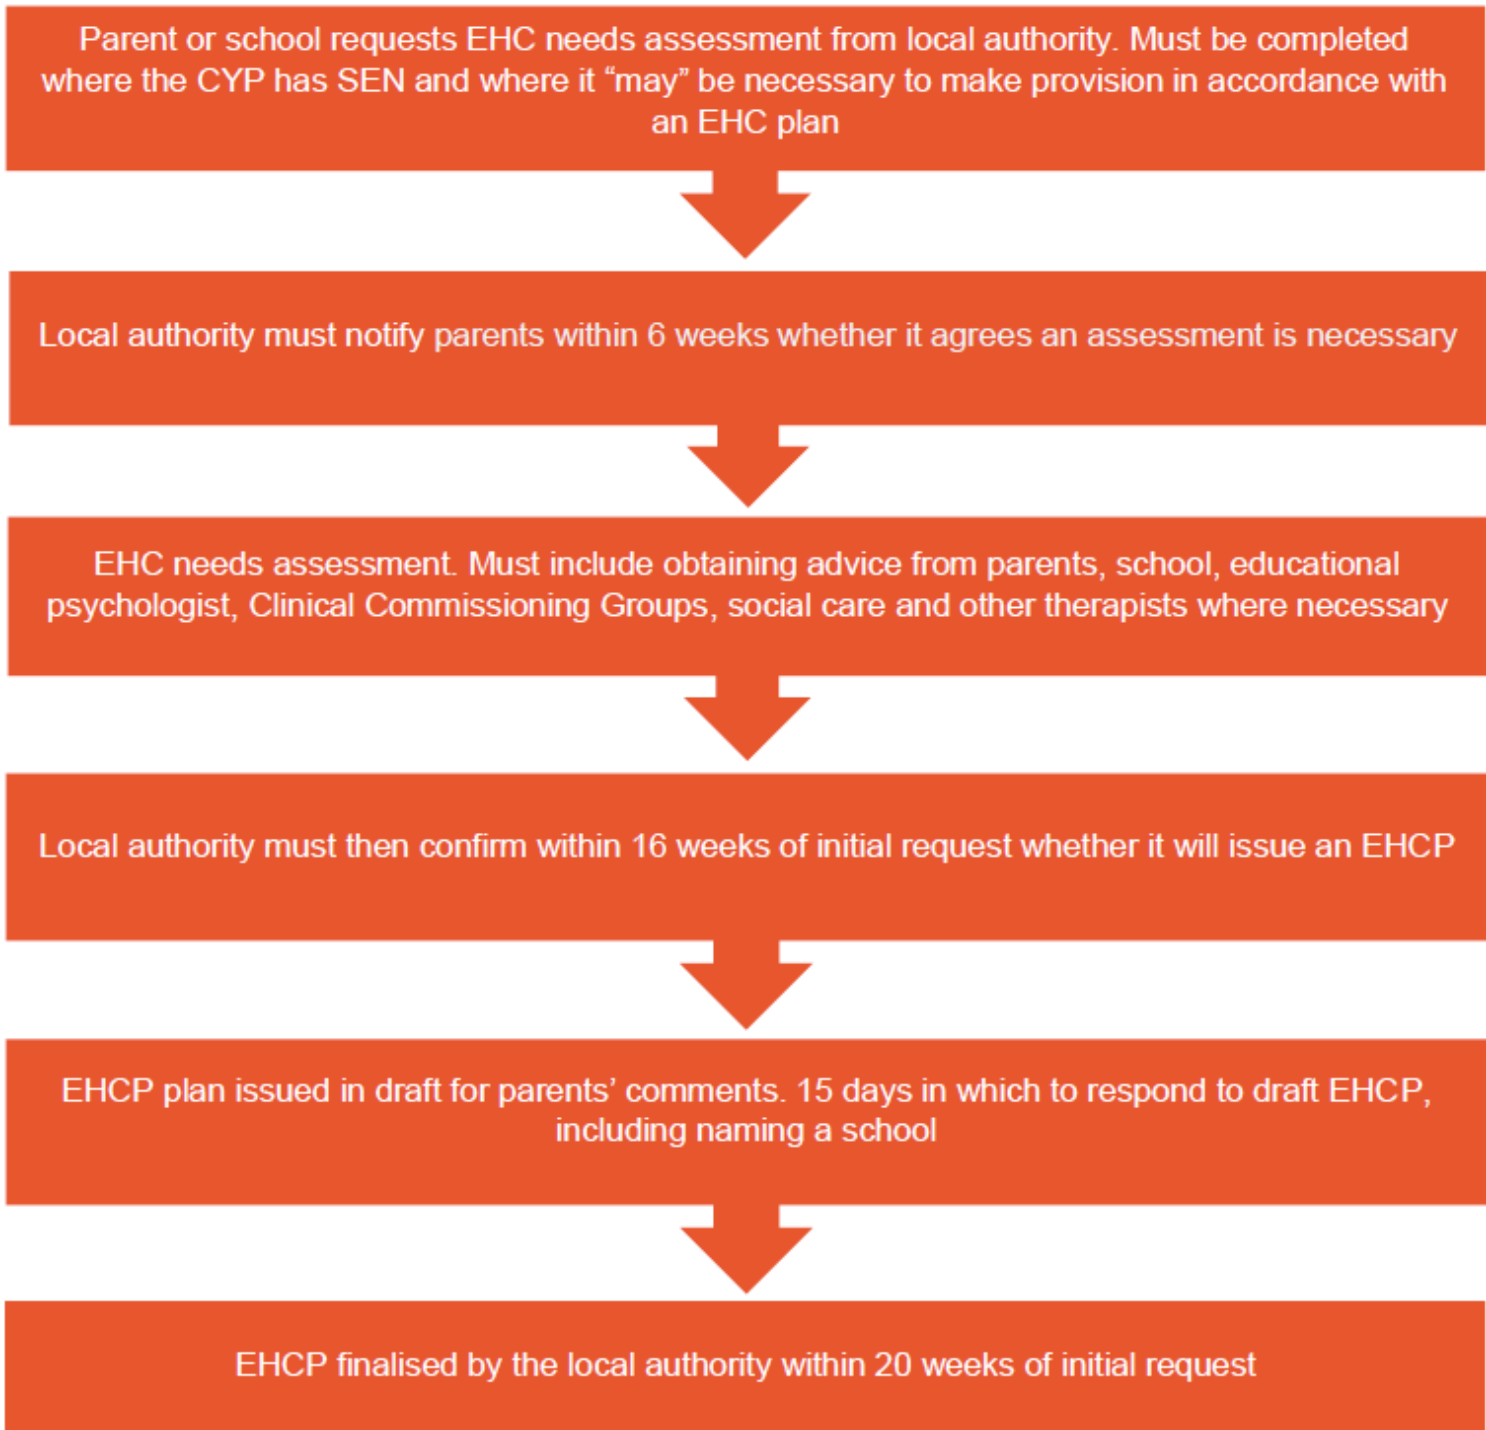 Parent or school requests EHC needs assessment from local authority. Must be completed
where the CYP has SEN and where it “may” be necessary to make provision in accordance with
an EHC plan
Local authority must notify parents within 6 weeks whether it agrees an assessment is necessary
EHC needs assessment. Must include obtaining advice from parents, school, educational
psychologist, Clinical Commissioning Groups, social care and other therapists where necessary
Local authority must then confirm within 16 weeks of initial request whether it will issue an EHCP
EHCP plan issued in draft for parents’ comments. 15 days in which to respond to draft EHCP,
including naming a school
EHCP finalised by the local authority within 20 weeks of initial request